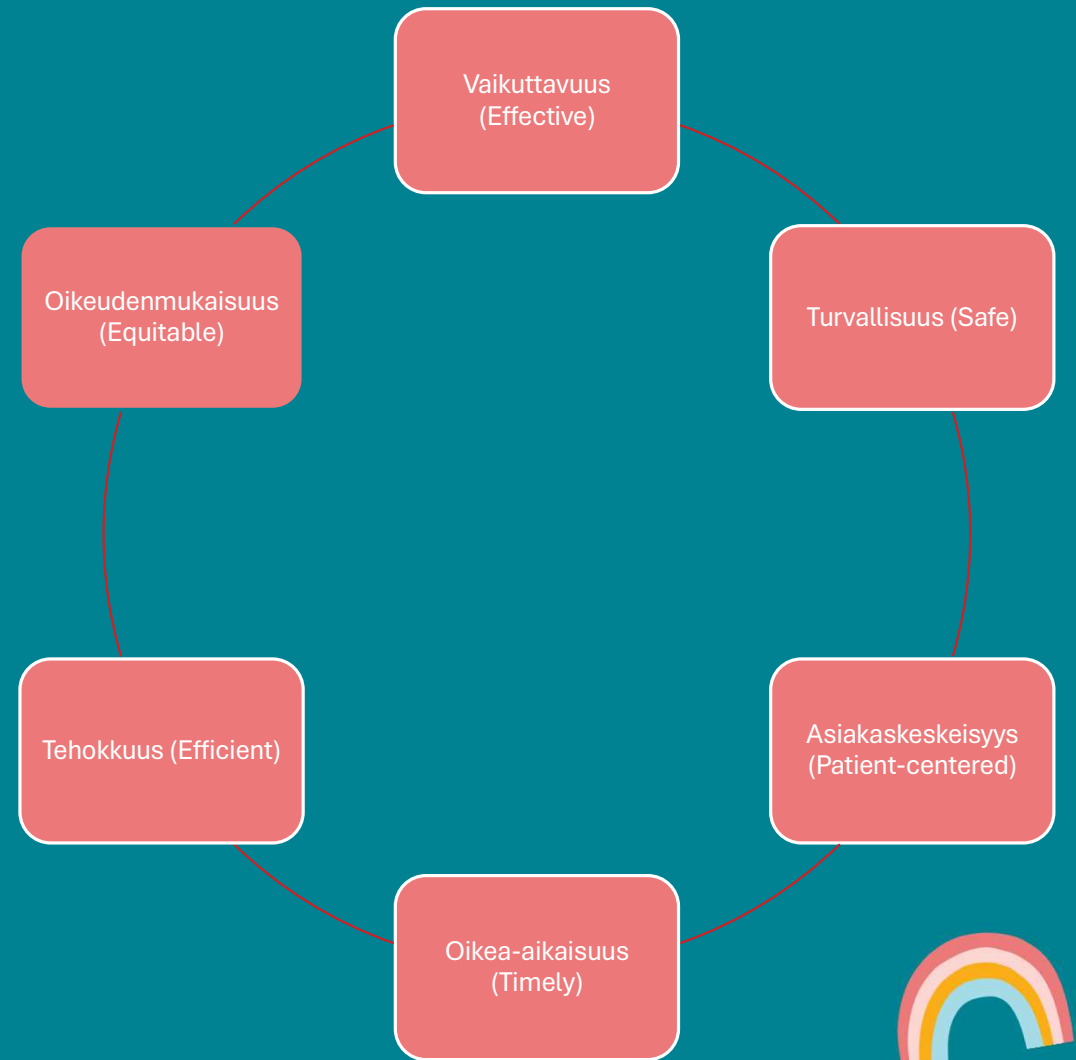 Vaikuttavuus
(Effective)
Turvallisuus (Safe)
Asiakaskeskeisyys
(Patient-centered)
Oikea-aikaisuus
(Timely)
Tehokkuus (Efficient)
Oikeudenmukaisuus
(Equitable)